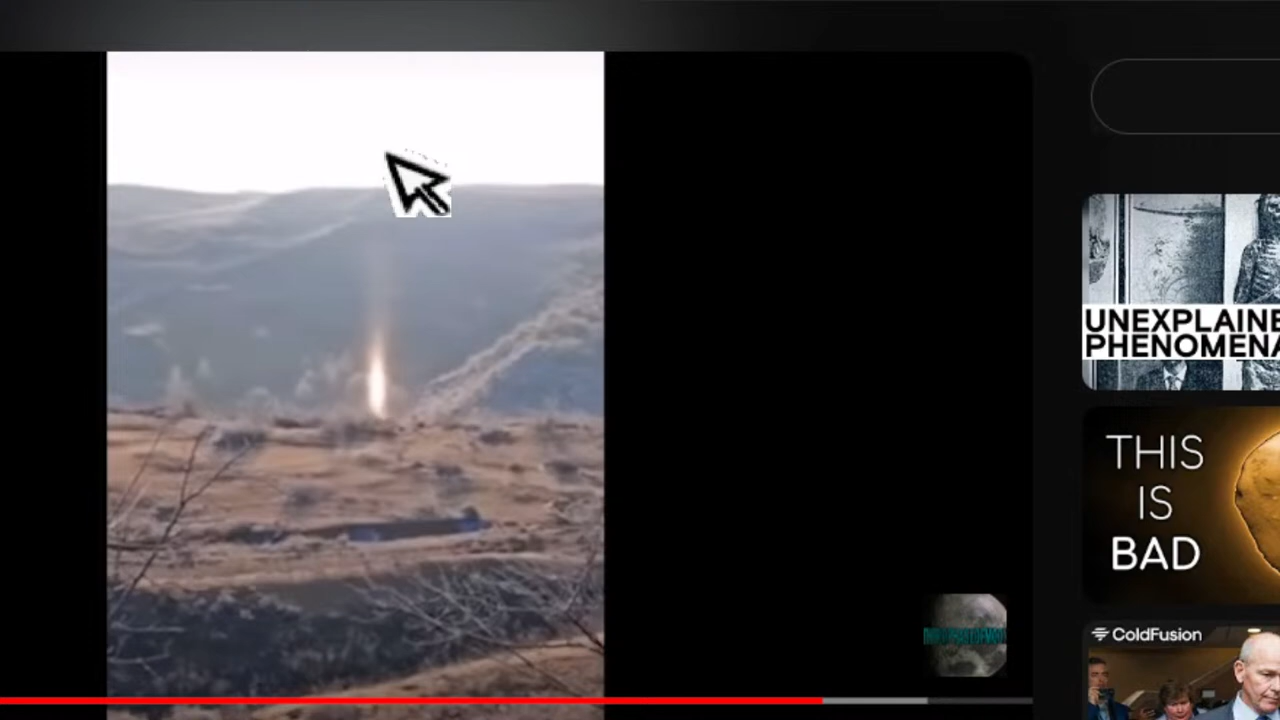 UNEXPLAINE
PHENOMENA
THIS
IS
BAD
ColdFusion